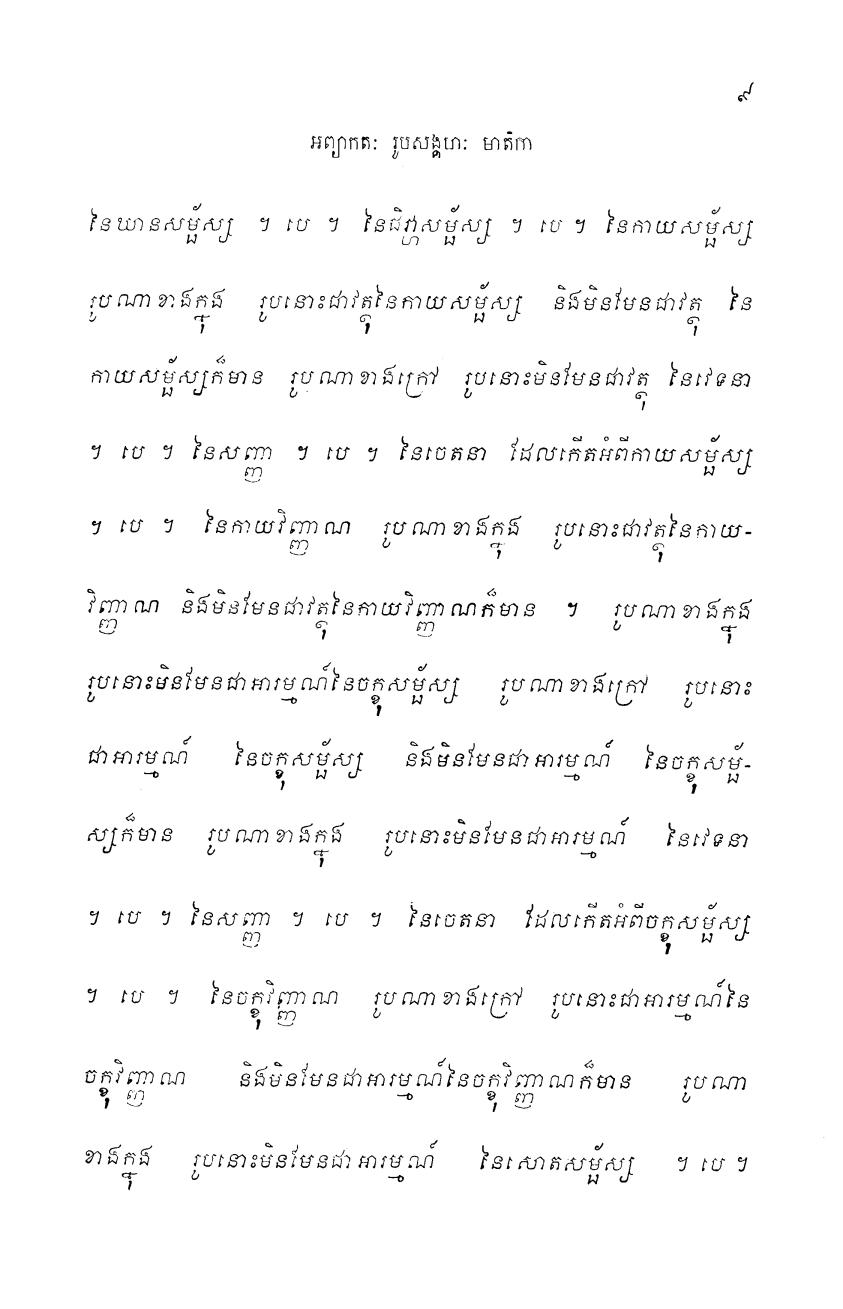 ៩
អព្យាកតៈ រូបសង្គហៈ មាតិកា
នៃឃានសម្ផ័ស្ស ។ បេ ។ នៃជិវ្ហាសម្ផ័ស្ស ។ បេ ។ នៃកាយសម្ផ័ស្ស
រូបណាខាងក្នុង រូបនោះជាវត្ថុនៃកាយសម្ផ័ស្ស និងមិនមែនជាវត្ថុ នៃ
កាយសម្ផ័ស្សក៏មាន រូបណាខាងក្រៅ រូបនោះមិនមែនជាវត្ថុ នៃវេទនា
។ បេ ។ នៃសញ្ញា ។ បេ ។ នៃចេតនា ដែលកើតអំពីកាយសម្ផ័ស្ស
។ បេ ។ នៃកាយវិញ្ញាណ រូបណាខាងក្នុង រូបនោះជាវត្ថុនៃកាយ-
វិញ្ញាណ និងមិនមែនជាវត្ថុនៃកាយវិញ្ញាណក៏មាន ។ រូបណាខាងក្នុង
រូបនោះមិនមែនជាអារម្មណ៍នៃចក្ខុសម្ផ័ស្ស រូបណាខាងក្រៅ រូបនោះ
ជាអារម្មណ៍ នៃចក្ខុសម្ផ័ស្ស និងមិនមែនជាអារម្មណ៍ នៃចក្ខុសម្ផ័-
ស្សក៏មាន រូបណាខាងក្នុង រូបនោះមិនមែនជាអារម្មណ៍ នៃវេទនា
។ បេ ។ នៃសញ្ញា ។ បេ ។ នៃចេតនា ដែលកើតអំពីចក្ខុសម្ផ័ស្ស
។ បេ ។ នៃចក្ខុវិញ្ញាណ រូបណាខាងក្រៅ រូបនោះជាអារម្មណ៍នៃ
ចក្ខុវិញ្ញាណ និងមិនមែនជាអារម្មណ៍នៃចក្ខុវិញ្ញាណក៏មាន រូបណា
ខាងក្នុង រូបនោះមិនមែនជាអារម្មណ៍ នៃសោតសម្ផ័ស្ស ។ បេ ។